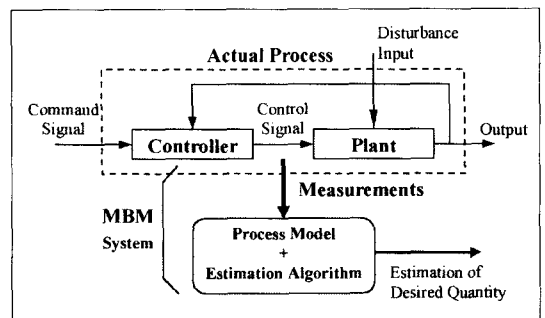 Disturbance
Input
Actual Process
Command
Signal
Control
Signal
Output
Controller
Plant
Measurements
MBM
System
Process Model
+
Estimation Algorithm
Estimation of
Desired Quantity